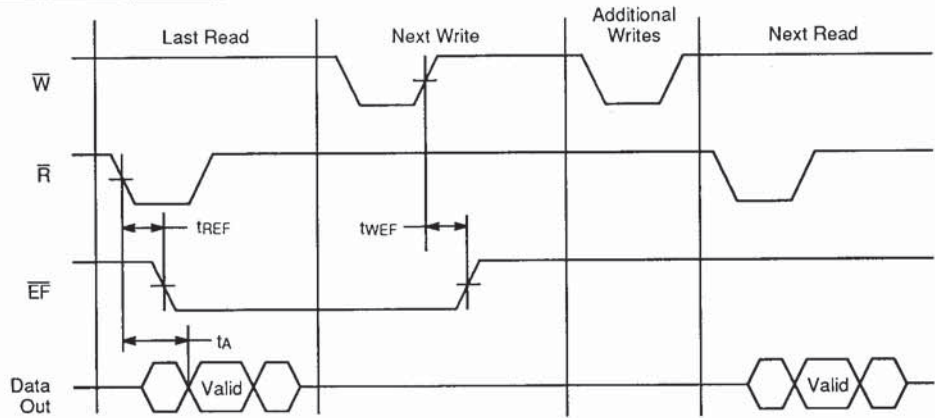 Last Read
Next Write
Additional
Writes
Next Read
W
R
tREF
tWEF
EF
tA
Data
Out
Valid
Valid